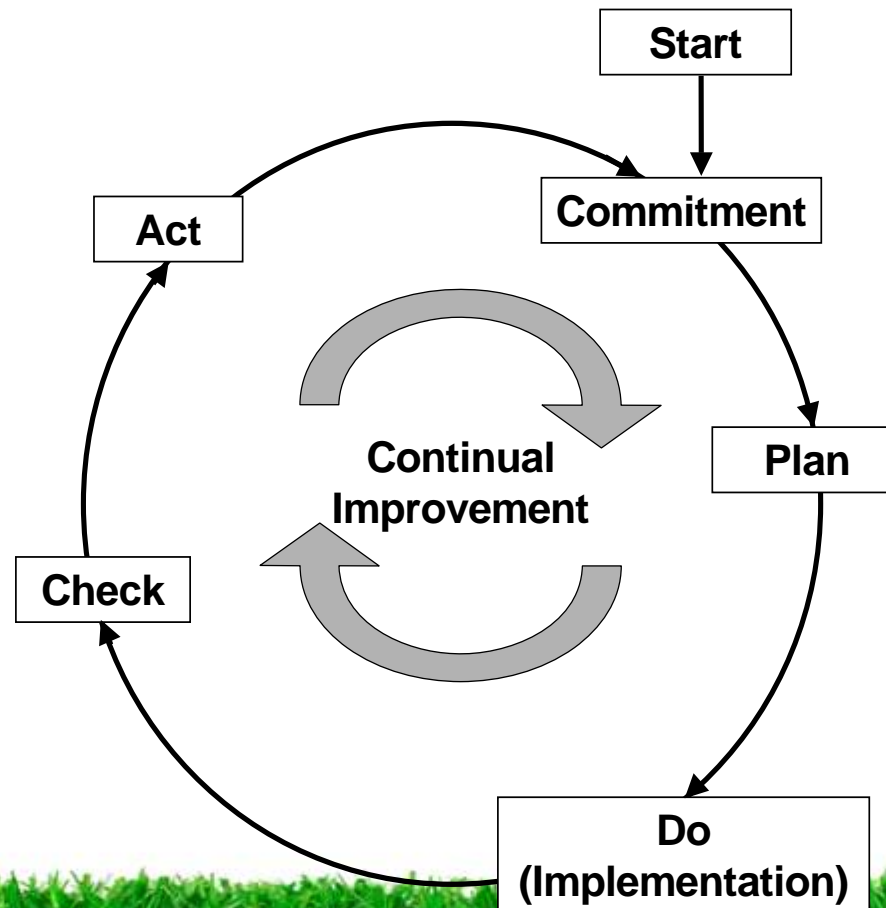 Start
Commitment
Act
Plan
Continual
Improvement
Check
Do
(Implementation)